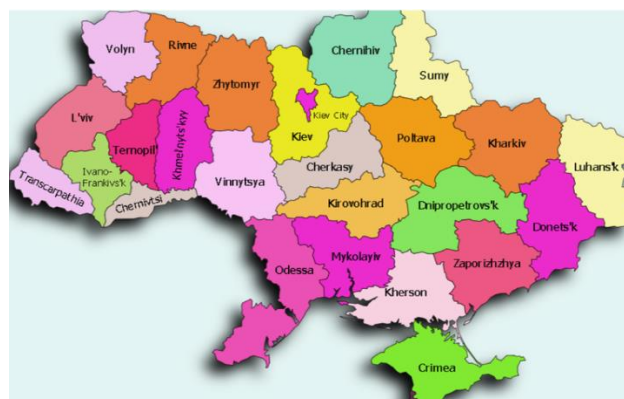 Chernihiv
Rivne
Volyn
Sumy
Zhytomyr
Kiev City
L'viv
Kiev
Poltava
Kharkiv
Ternopil'
Khmelnyts'kyy
Cherkasy
Luhans'k
Ivano-
Frankivs'k
Transcarpathia
Vinnytsya
Chernivtsi
Kirovohrad
Dnipropetrovs'k
Donets'k
Mykolayiv
Odessa
Zaporizhzhya
Kherson
Crimea